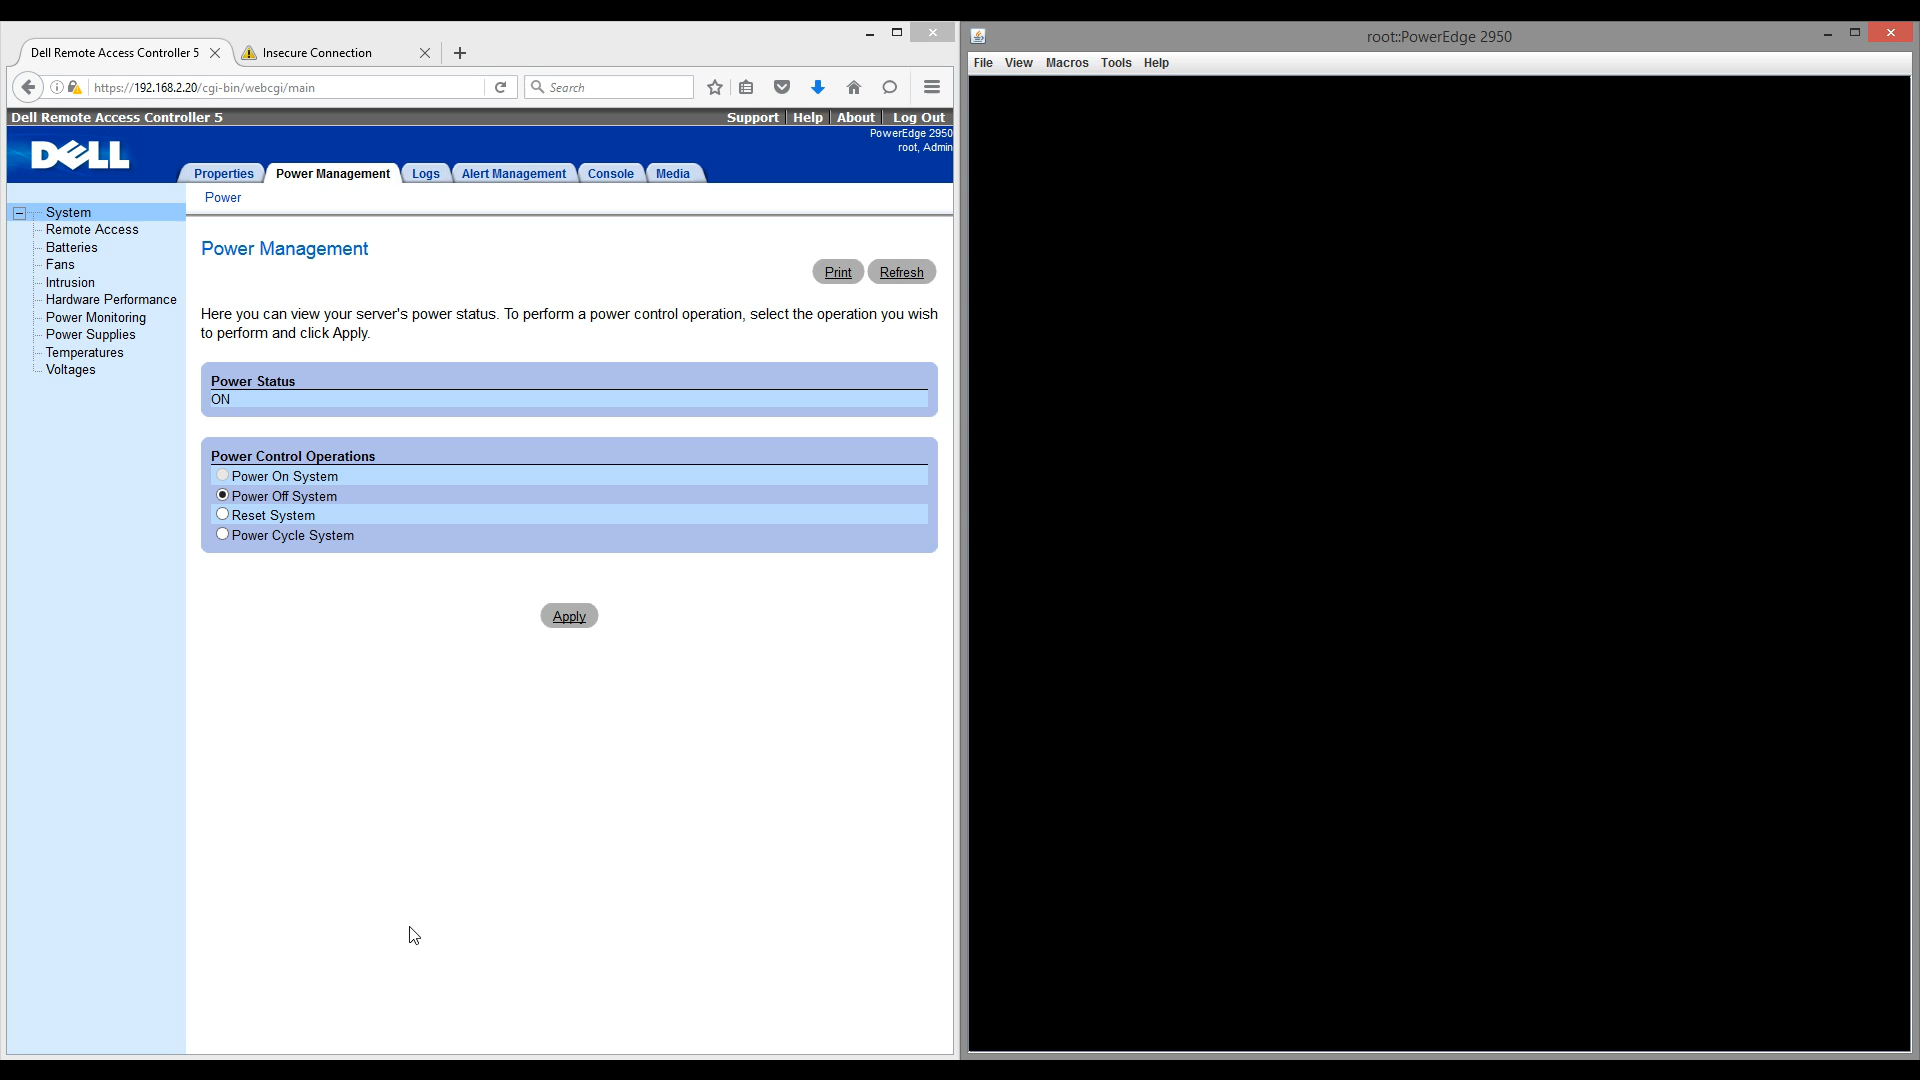 Dell Remote Access Controller 5
Insecure Connection
https://192.168.2.20/cgi-bin/webcgi/main
Search
Dell Remote Access Controller 5
Support
Help
About
Log Out
PowerEdge 2950
root, Admin
DELL
Properties
Power Management
Logs
Alert Management
Console
Media
Power
System
Remote Access
Batteries
Fans
Intrusion
Hardware Performance
Power Monitoring
Power Supplies
Temperatures
Voltages
Power Management
Print
Refresh
Here you can view your server's power status. To perform a power control operation, select the operation you wish
to perform and click Apply.
Power Status
ON
Power Control Operations
Power On System
Power Off System
Reset System
Power Cycle System
Apply
root::PowerEdge 2950
File
View
Macros
Tools
Help